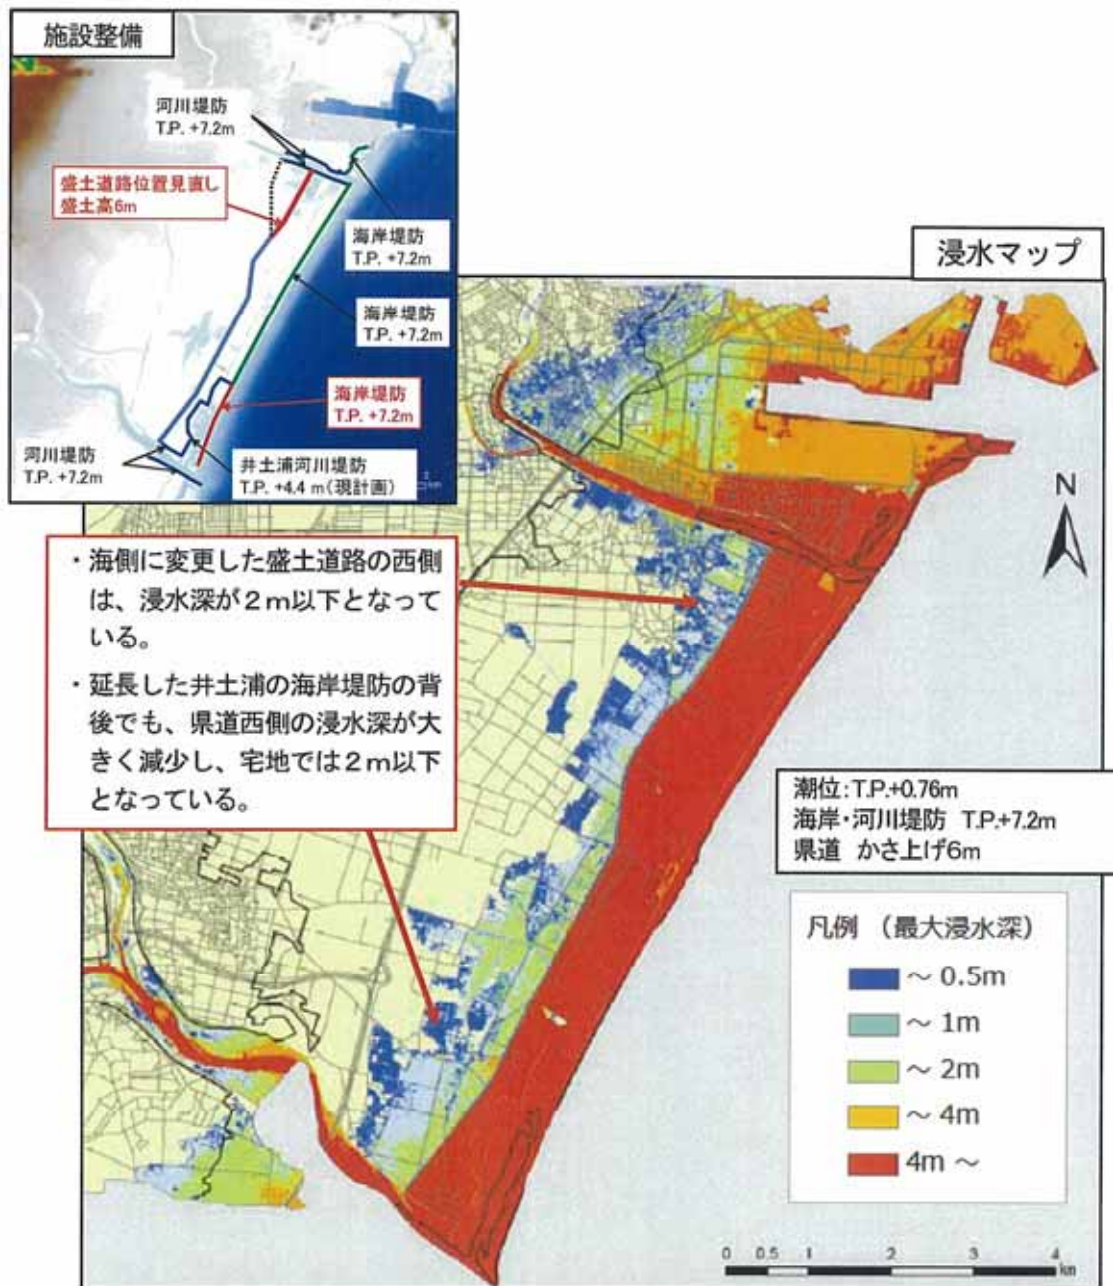 施設整備
河川堤防
T.P. +7.2m
盛土道路位置見直し
盛土高6m
海岸堤防
T.P. +7.2m
海岸堤防
T.P. +7.2m
海岸堤防
T.P. +7.2m
河川堤防
T.P. +7.2m
井土浦河川堤防
T.P. +4.4 m(現計画)
浸水マップ
・海側に変更した盛土道路の西側
は、浸水深が2m以下となって
いる。
・延長した井土浦の海岸堤防の背
後でも、県道西側の浸水深が大
きく減少し、宅地では2m以下
となっている。
N
潮位:T.P.+0.76m
海岸・河川堤防 T.P.+7.2m
県道 かさ上げ6m
凡例 (最大浸水深)
~ 0.5m
~ 1m
~ 2m
~ 4m
4m ~
0 0.5 1 2 3 4
km